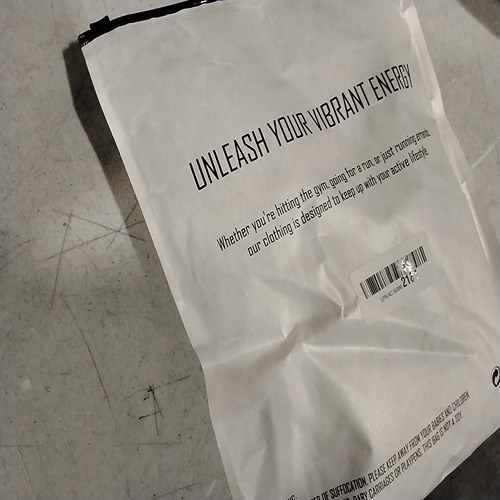 UNLEASH YOUR VIBRANT ENERGY
Whether you're hitting the gym, going for a run, or just running errands,
our clothing is designed to keep up with your active lifestyle.
OF SUFFOCATION, PLEASE KEEP AWAY FROM YOUR BABIES AND CHILDREN.
BABY CARRIAGES OR PLAYPENS. THIS BAG IS NOT A TOY.